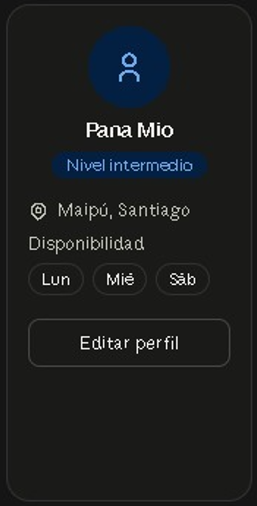 Pana Mio
Nivel intermedio
Maipú, Santiago
Disponibilidad
Lun Mié Sáb
Editar perfil